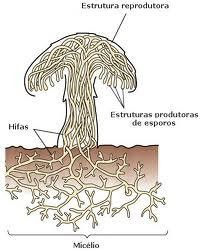 Estrutura reprodutora
Estruturas produtoras
de esporos
Hifas
Micélio